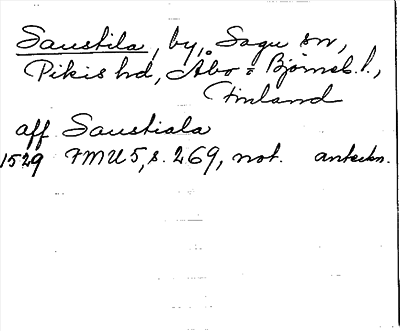 Saustila, by, Sagu sn,
Pikis hd, Åbo = Björneb. l.,
Finland
aff Saustiala
1529 FMU 5, s. 269, not. anteckn.